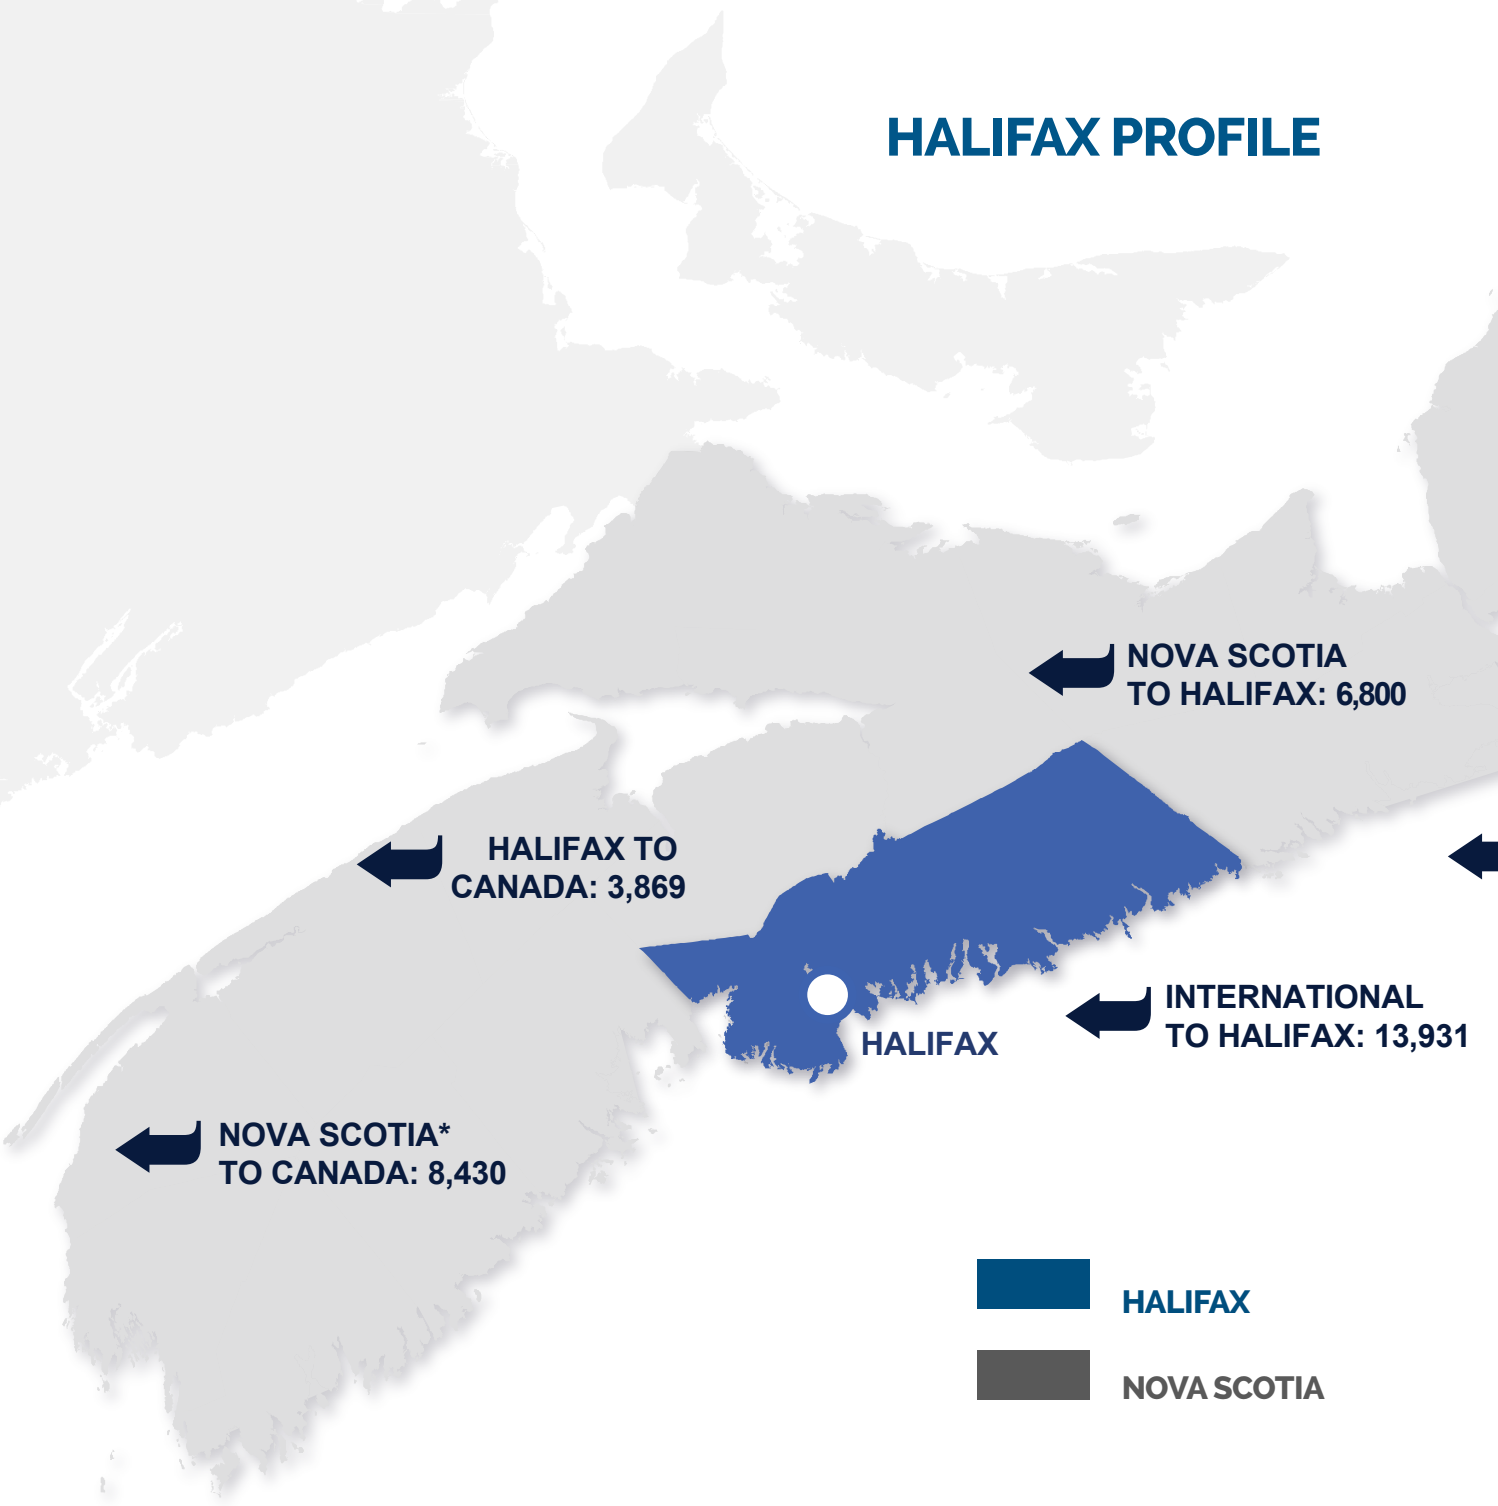 HALIFAX PROFILE
NOVA SCOTIA
TO HALIFAX: 6,800
HALIFAX TO
CANADA: 3,869
INTERNATIONAL
TO HALIFAX: 13,931
HALIFAX
NOVA SCOTIA*
TO CANADA: 8,430
HALIFAX
NOVA SCOTIA